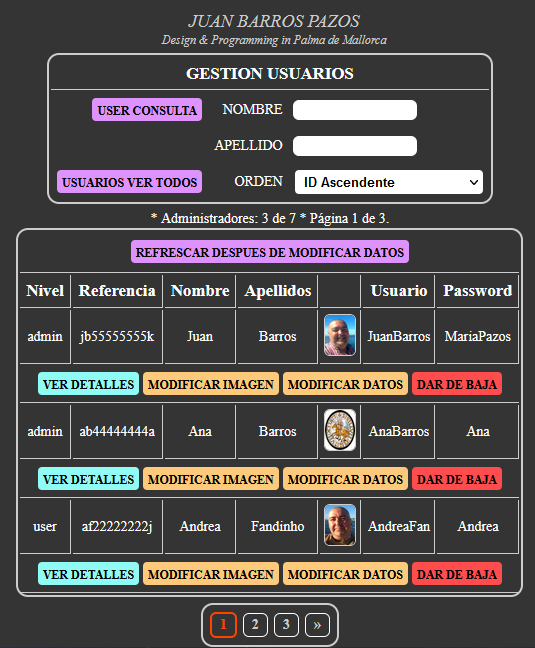 JUAN BARROS PAZOS
Design & Programming in Palma de Mallorca
GESTION USUARIOS
USER CONSULTA NOMBRE
APELLIDO
USUARIOS VER TODOS ORDEN ID Ascendente
* Administradores: 3 de 7 * Página 1 de 3.
REFRESCAR DESPUES DE MODIFICAR DATOS
Nivel Referencia Nombre Apellidos Usuario Password
admin jb55555555k Juan Barros JuanBarros MariaPazos
VER DETALLES MODIFICAR IMAGEN MODIFICAR DATOS DAR DE BAJA
admin ab44444444a Ana Barros AnaBarros Ana
VER DETALLES MODIFICAR IMAGEN MODIFICAR DATOS DAR DE BAJA
user af22222222j Andrea Fandinho AndreaFan Andrea
VER DETALLES MODIFICAR IMAGEN MODIFICAR DATOS DAR DE BAJA
1 2 3 »